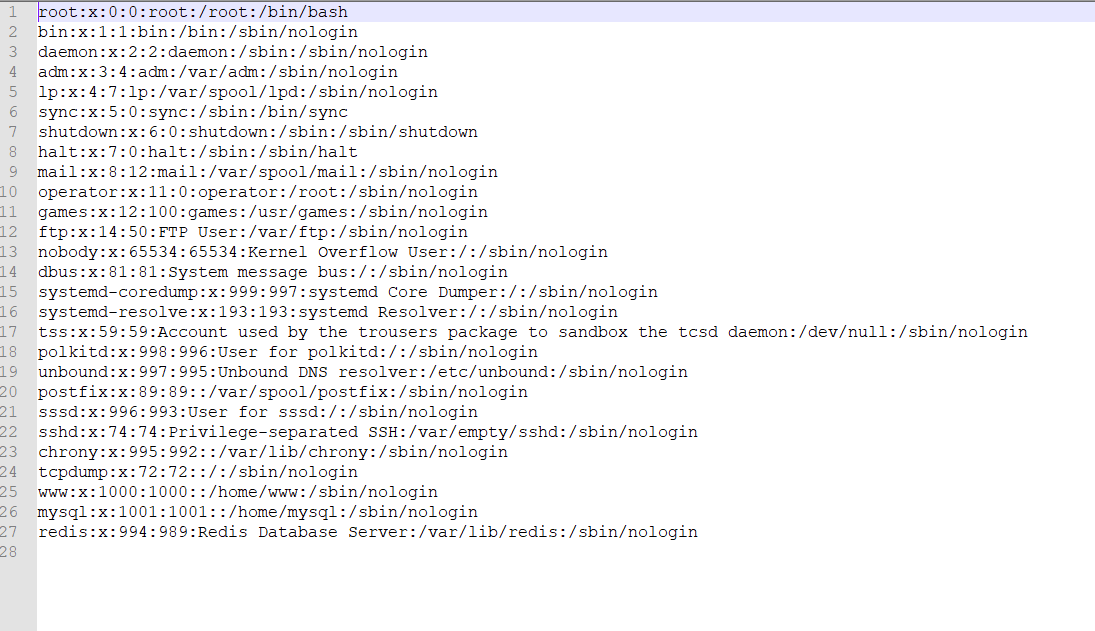 1 root:x:0:0:root:/root:/bin/bash
2 bin:x:1:1:bin:/bin:/sbin/nologin
3 daemon:x:2:2:daemon:/sbin:/sbin/nologin
4 adm:x:3:4:adm:/var/adm:/sbin/nologin
5 lp:x:4:7:lp:/var/spool/lpd:/sbin/nologin
6 sync:x:5:0:sync:/sbin:/bin/sync
7 shutdown:x:6:0:shutdown:/sbin:/sbin/shutdown
8 halt:x:7:0:halt:/sbin:/sbin/halt
9 mail:x:8:12:mail:/var/spool/mail:/sbin/nologin
10 operator:x:11:0:operator:/root:/sbin/nologin
11 games:x:12:100:games:/usr/games:/sbin/nologin
12 ftp:x:14:50:FTP User:/var/ftp:/sbin/nologin
13 nobody:x:65534:65534:Kernel Overflow User:/:/sbin/nologin
14 dbus:x:81:81:System message bus:/:/sbin/nologin
15 systemd-coredump:x:999:997:systemd Core Dumper:/:/sbin/nologin
16 systemd-resolve:x:193:193:systemd Resolver:/:/sbin/nologin
17 tss:x:59:59:Account used by the trousers package to sandbox the tcsd daemon:/dev/null:/sbin/nologin
18 polkitd:x:998:996:User for polkitd:/:/sbin/nologin
19 unbound:x:997:995:Unbound DNS resolver:/etc/unbound:/sbin/nologin
20 postfix:x:89:89::/var/spool/postfix:/sbin/nologin
21 sssd:x:996:993:User for sssd:/:/sbin/nologin
22 sshd:x:74:74:Privilege-separated SSH:/var/empty/sshd:/sbin/nologin
23 chrony:x:995:992::/var/lib/chrony:/sbin/nologin
24 tcpdump:x:72:72::/:/sbin/nologin
25 www:x:1000:1000::/home/www:/sbin/nologin
26 mysql:x:1001:1001::/home/mysql:/sbin/nologin
27 redis:x:994:989:Redis Database Server:/var/lib/redis:/sbin/nologin
28